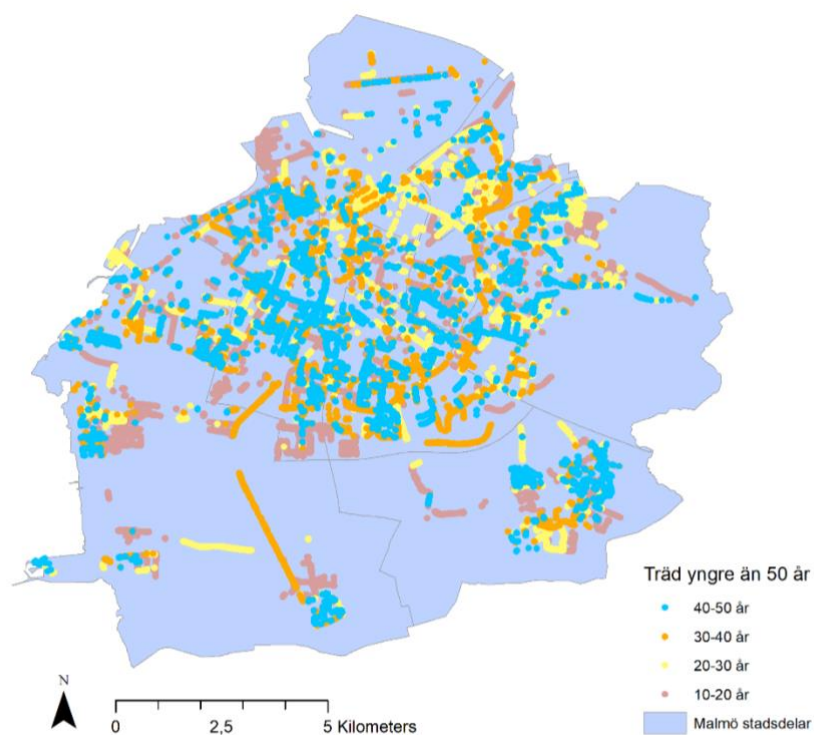 Träd yngre än 50 år
40-50 år
30-40 år
20-30 år
10-20 år
Malmö stadsdelar
N
0 2,5 5 Kilometers